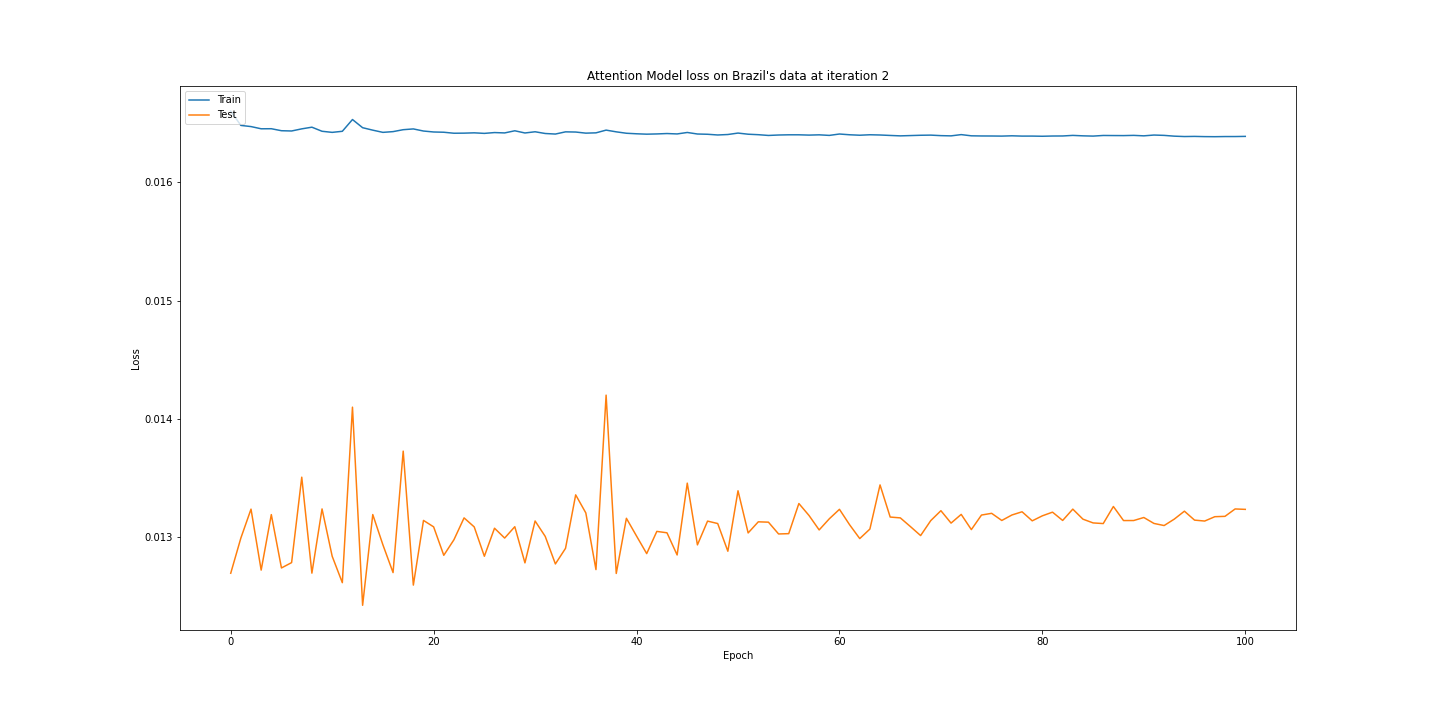 Attention Model loss on Brazil's data at iteration 2
Train
Test
0.016
0.015
0.014
0.013
Loss
0
20
40
60
80
100
Epoch